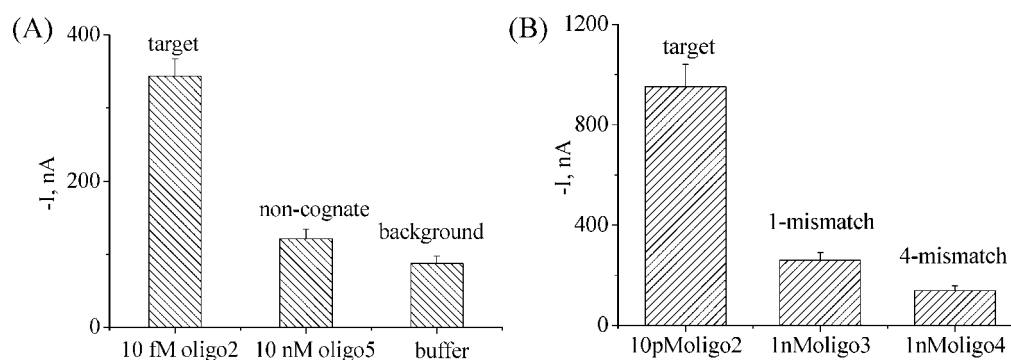 (A)
400
200
0
-I, nA
target
non-cognate
background
10 fM oligo2
10 nM oligo5
buffer
(B)
1200
800
400
0
-I, nA
target
1-mismatch
4-mismatch
10pMoligo2
1nMoligo3
1nMoligo4